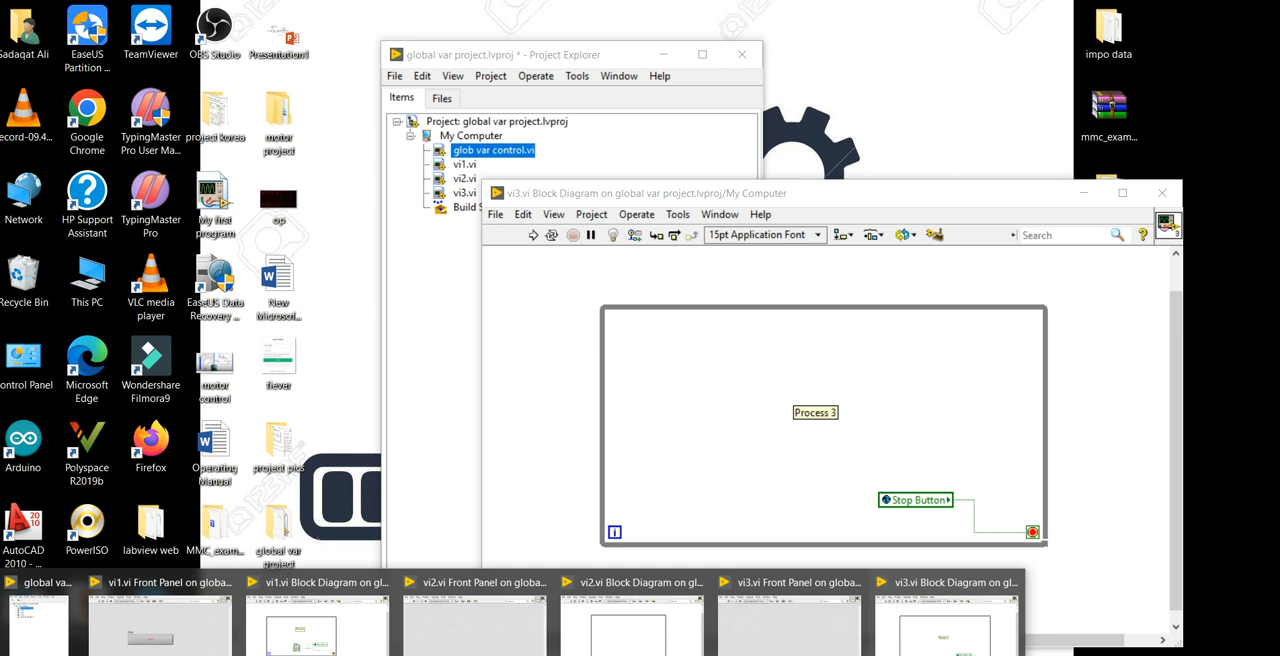 Sadaqat Ali
EaseUS
Partition ...
TeamViewer
OBS Studio
Presentation1
ecord-09.4...
Google
Chrome
TypingMaster
Pro User Ma...
project korea
motor
project
Network
HP Support
Assistant
TypingMaster
Pro
My first
program
op
Recycle Bin
This PC
VLC media
player
EaseUS Data
Recovery ...
New
Microsof...
ontrol Panel
Microsoft
Edge
Wondershare
Filmora9
motor
control
fiever
Arduino
Polyspace
R2019b
Firefox
Operating
Manual
project pics
AutoCAD
2010 - ...
PowerISO
labview web
MMC_exam...
global var
project
impo data
mmc_exam...
global var project.lvproj * - Project Explorer
File Edit View Project Operate Tools Window Help
Items Files
Project: global var project.lvproj
My Computer
glob var control.vi
vi1.vi
vi2.vi
vi3.vi
Build S
vi3.vi Block Diagram on global var project.lvproj/My Computer
File Edit View Project Operate Tools Window Help
15pt Application Font
Search
3
Process 3
Stop Button
i
global va...
vi1.vi Front Panel on globa...
vi1.vi Block Diagram on gl...
vi2.vi Front Panel on globa...
vi2.vi Block Diagram on gl...
vi3.vi Front Panel on globa...
vi3.vi Block Diagram on gl...